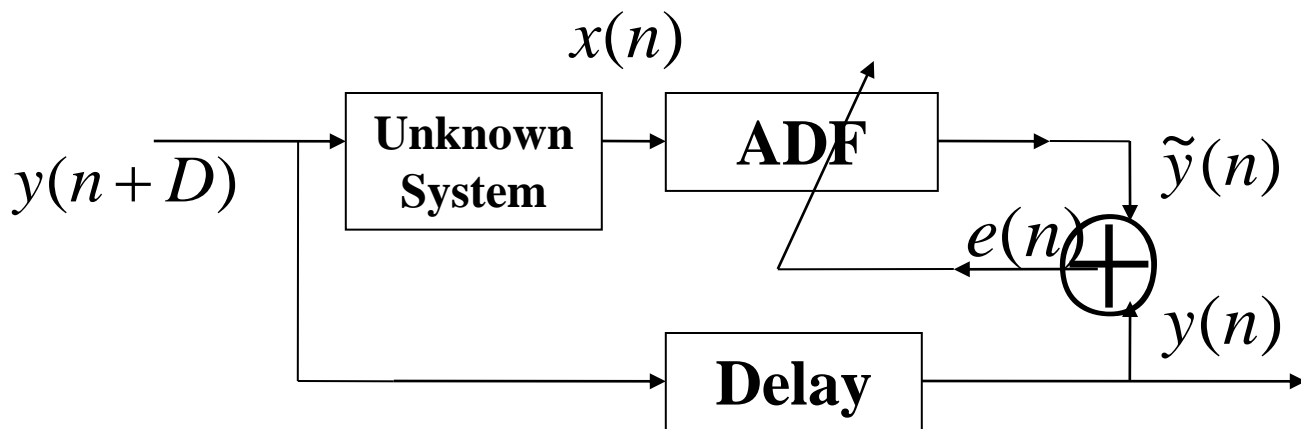 x(n)
Unknown
System
ADF
y(n + D)
ỹ(n)
e(n)
y(n)
Delay